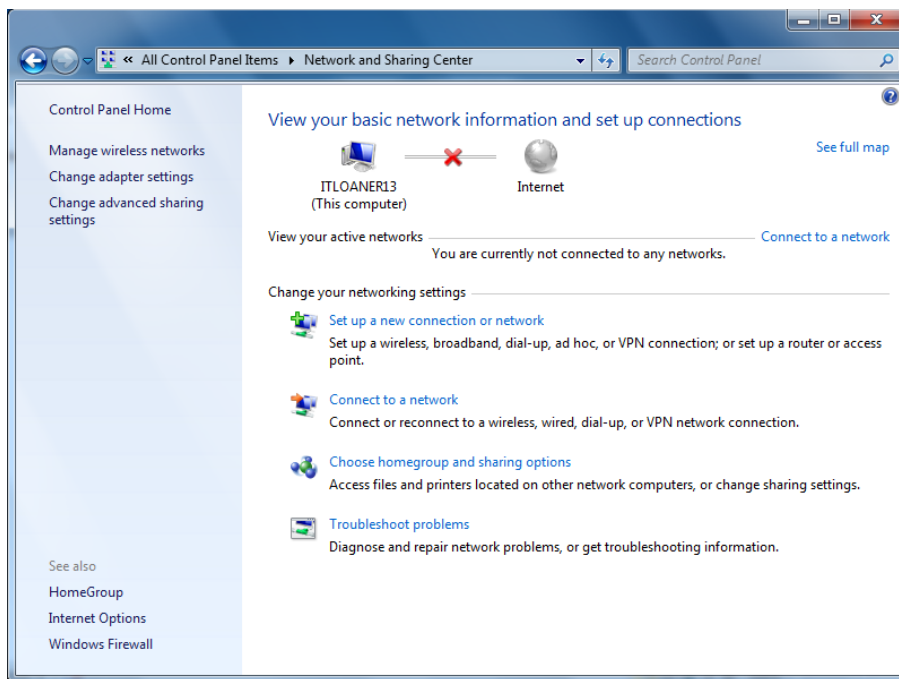 « All Control Panel Items ▸ Network and Sharing Center
Search Control Panel
Control Panel Home
Manage wireless networks
Change adapter settings
Change advanced sharing
settings
See also
HomeGroup
Internet Options
Windows Firewall
View your basic network information and set up connections
See full map
ITLOANER13
(This computer)
Internet
View your active networks
Connect to a network
You are currently not connected to any networks.
Change your networking settings
Set up a new connection or network
Set up a wireless, broadband, dial-up, ad hoc, or VPN connection; or set up a router or access
point.
Connect to a network
Connect or reconnect to a wireless, wired, dial-up, or VPN network connection.
Choose homegroup and sharing options
Access files and printers located on other network computers, or change sharing settings.
Troubleshoot problems
Diagnose and repair network problems, or get troubleshooting information.